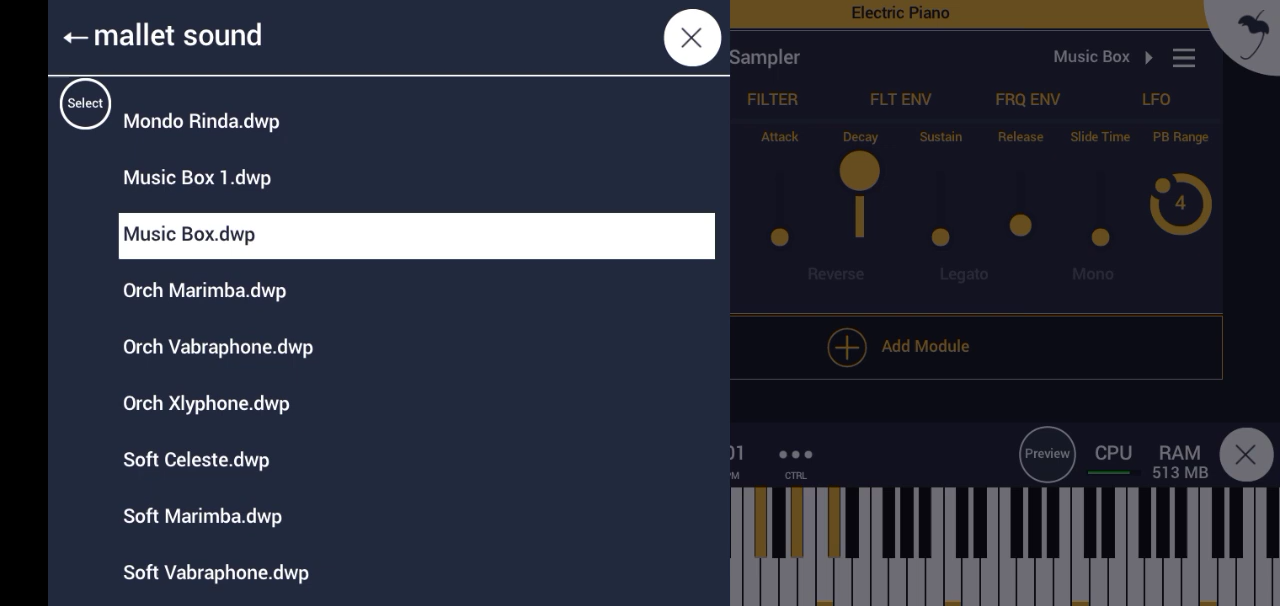 mallet sound
Select
Mondo Rinda.dwp
Music Box 1.dwp
Music Box.dwp
Orch Marimba.dwp
Orch Vabraphone.dwp
Orch Xlyphone.dwp
Soft Celeste.dwp
Soft Marimba.dwp
Soft Vabraphone.dwp
Electric Piano
Sampler Music Box
FILTER FLT ENV FRQ ENV LFO
Attack Decay Sustain Release Slide Time PB Range
4
Reverse Legato Mono
Add Module
Preview CPU RAM
CTRL 513 MB